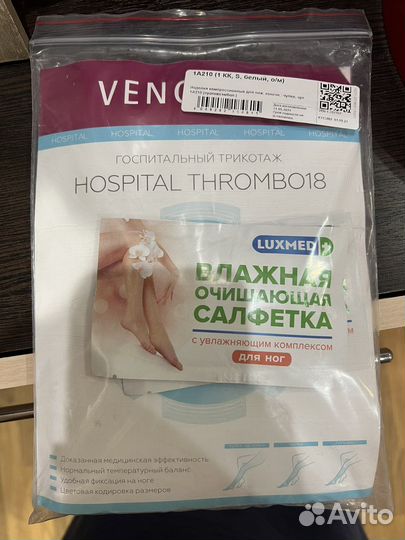 1A210 (1 КК, S, белый, о/м)
VENO
HOSPITAL HOSPITAL HOSPITAL HOSPITAL HOSPITAL
ГОСПИТАЛЬНЫЙ ТРИКОТАЖ
HOSPITAL THROMBO18
LUXMED
ВЛАЖНАЯ
ОЧИЩАЮЩАЯ
САЛФЕТКА
с увлажняющим комплексом
для ног
Доказанная медицинская эффективность
Нормальный температурный баланс
Удобная фиксация на ноге
Цветовая кодировка размеров
Avito